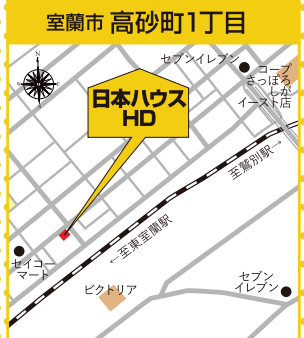 室蘭市 高砂町1丁目
N
セブンイレブン
コープ
さっぽろ
しが
イースト店
日本ハウス
HD
至鷲別駅→
←至東室蘭駅
セイコー
マート
ビクトリア
セブン
イレブン